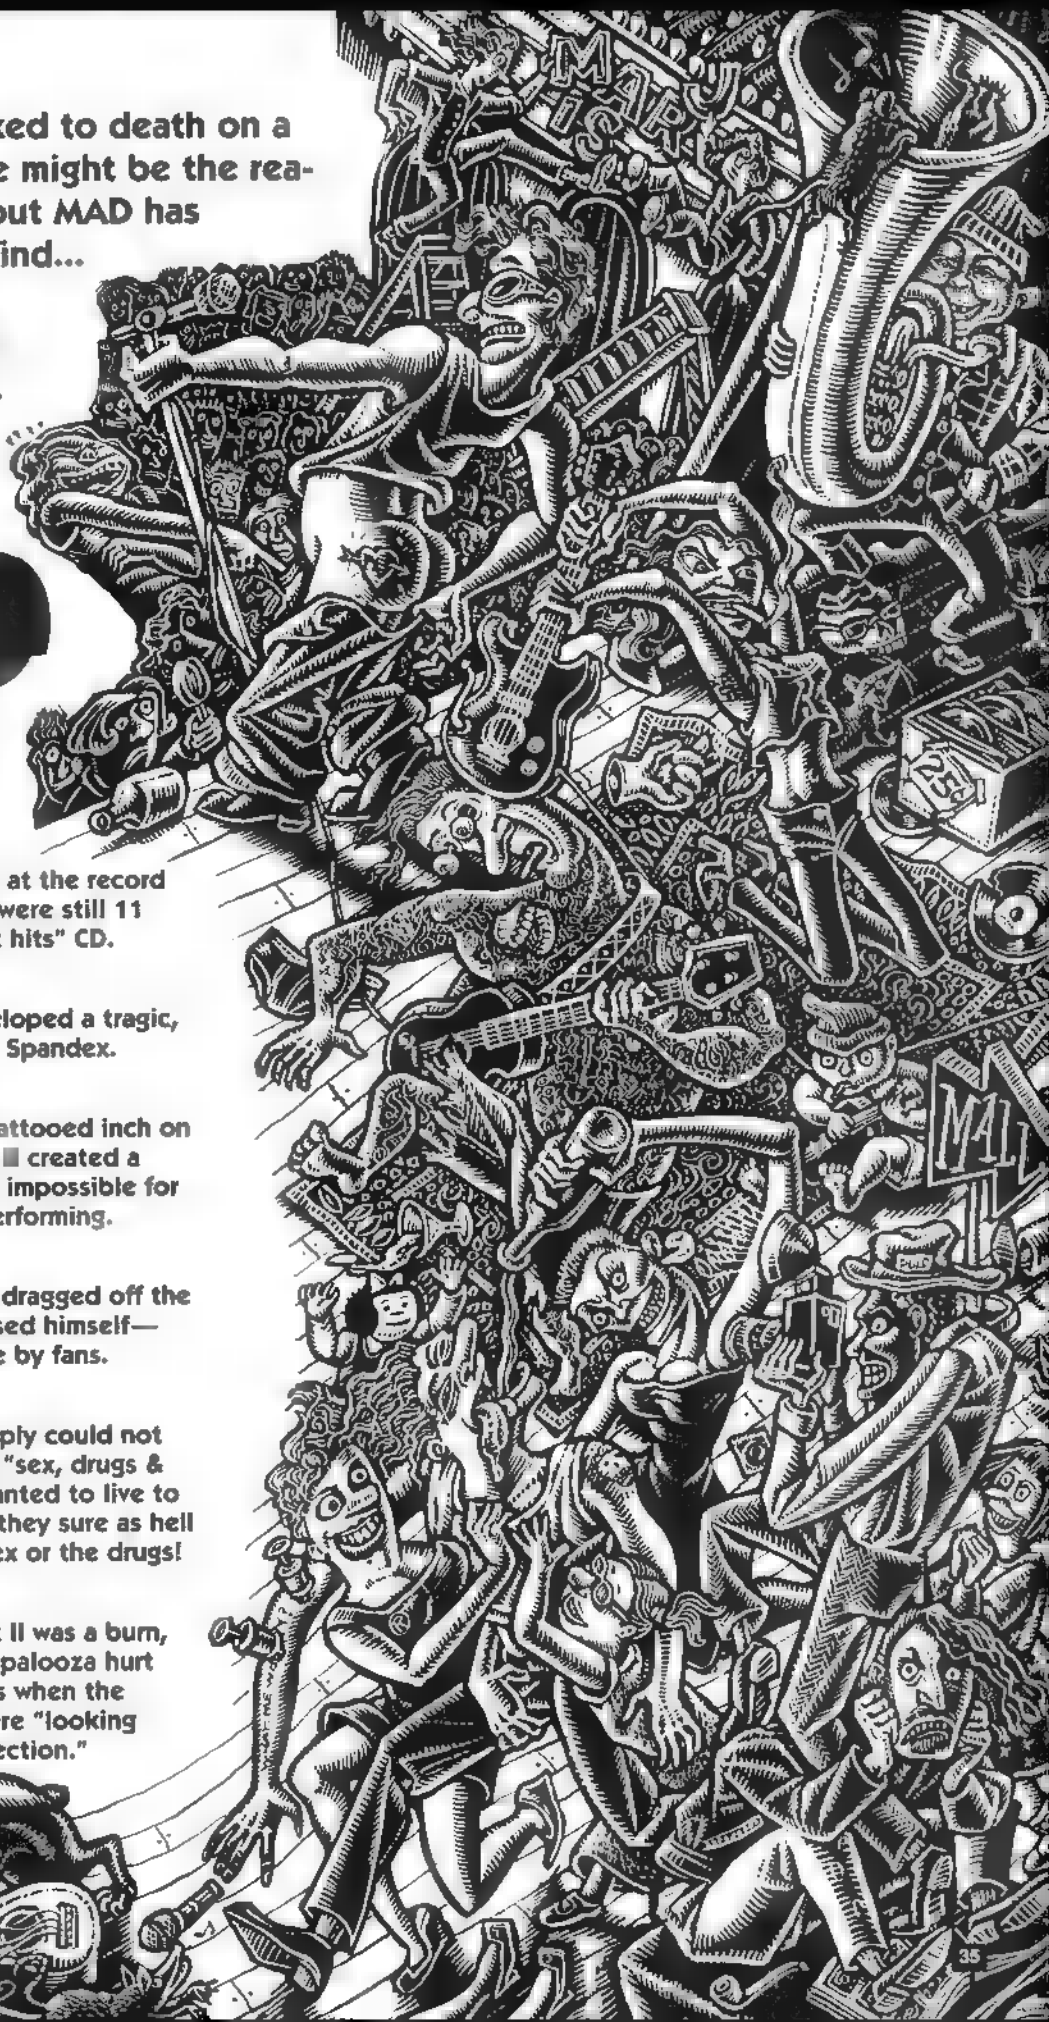 ked to death on a
e might be the rea-
out MAD has
ind...
at the record
were still 11
hits" CD.
eloped a tragic,
Spandex.
attooed inch on
created a
impossible for
erforming.
dragged off the
sed himself—
e by fans.
ply could not
"sex, drugs &
anted to live to
they sure as hell
ex or the drugs!
II was a bum,
palooza hurt
s when the
re "looking
ection."
M
25¢
MALI
PULP
35